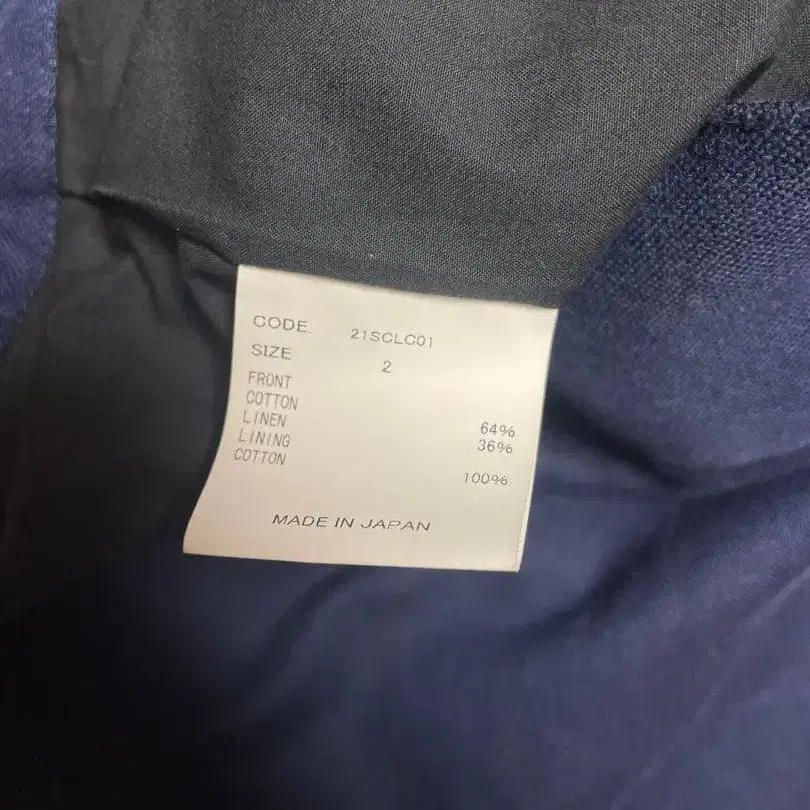 CODE. 21SCLC01
SIZE 2
FRONT
COTTON 64%
LINEN 36%
LINING
COTTON 100%
MADE IN JAPAN